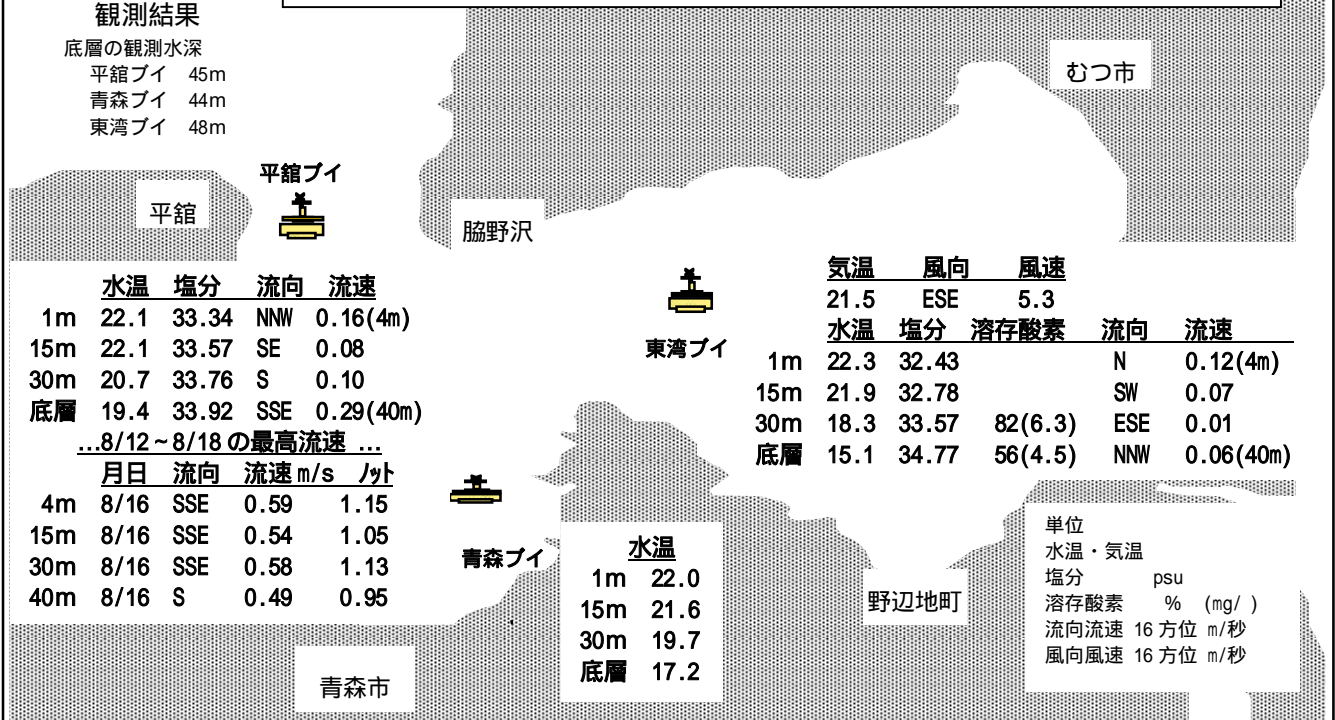 観測結果
底層の観測水深
平舘ブイ 45m
青森ブイ 44m
東湾ブイ 48m
むつ市
平舘ブイ
平舘
脇野沢
水温 塩分 流向 流速
1m 22.1 33.34 NNW 0.16(4m)
15m 22.1 33.57 SE 0.08
30m 20.7 33.76 S 0.10
底層 19.4 33.92 SSE 0.29(40m)
…8/12~8/18の最高流速 …
月日 流向 流速m/s ノット
4m 8/16 SSE 0.59 1.15
15m 8/16 SSE 0.54 1.05
30m 8/16 SSE 0.58 1.13
40m 8/16 S 0.49 0.95
東湾ブイ
気温 風向 風速
21.5 ESE 5.3
水温 塩分 溶存酸素 流向 流速
1m 22.3 32.43 N 0.12(4m)
15m 21.9 32.78 SW 0.07
30m 18.3 33.57 82(6.3) ESE 0.01
底層 15.1 34.77 56(4.5) NNW 0.06(40m)
青森ブイ
水温
1m 22.0
15m 21.6
30m 19.7
底層 17.2
野辺地町
青森市
単位
水温・気温
塩分 psu
溶存酸素 % (mg/ )
流向流速 16方位 m/秒
風向風速 16方位 m/秒